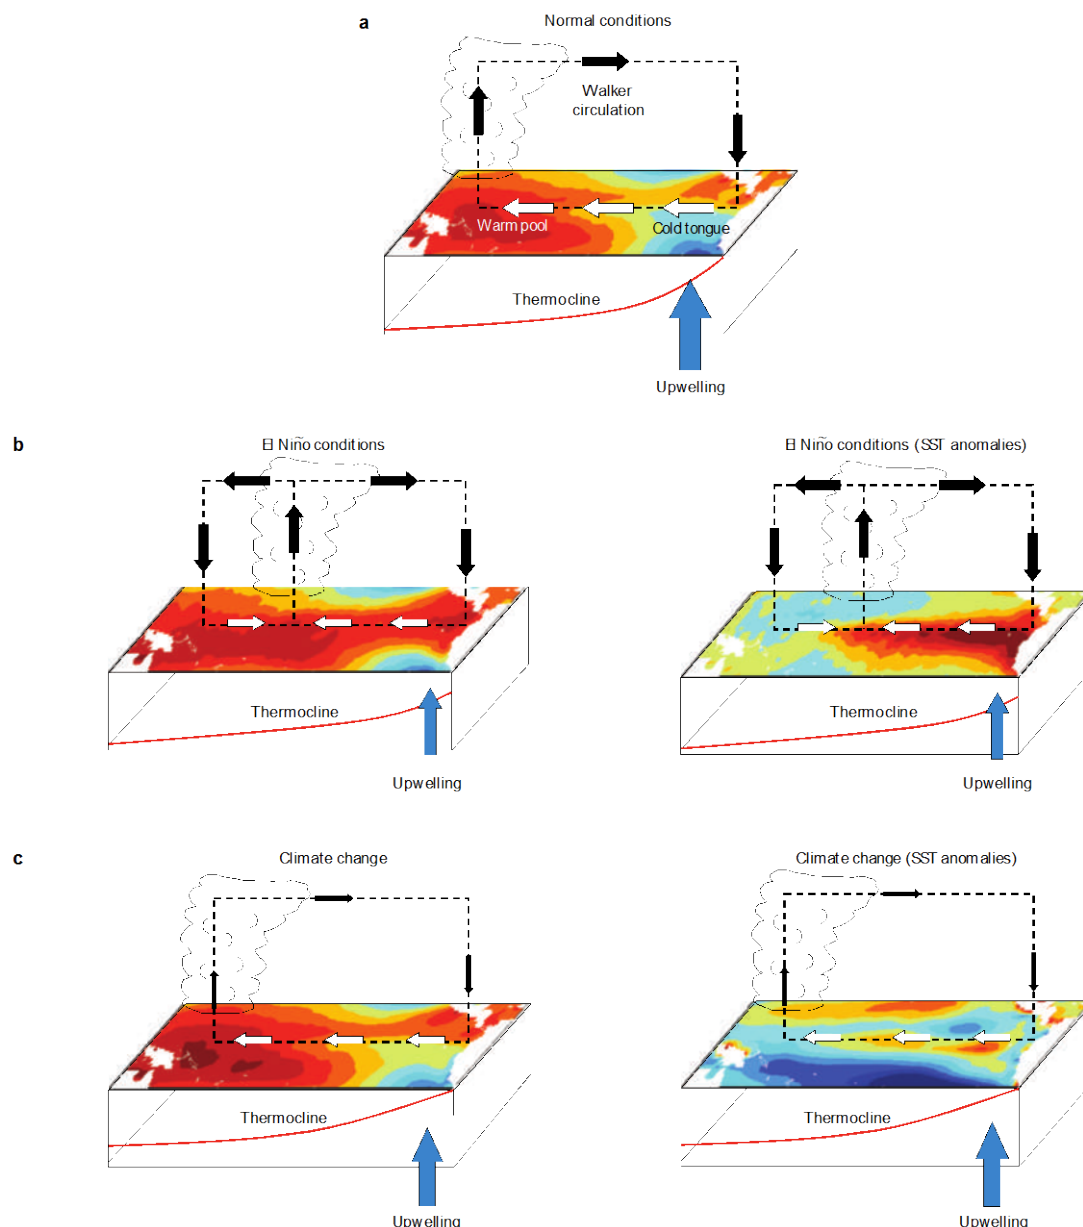 a
Normal conditions
Walker
circulation
Warm pool
Cold tongue
Thermocline
Upwelling
b
El Niño conditions
El Niño conditions (SST anomalies)
Thermocline
Thermocline
Upwelling
Upwelling
c
Climate change
Climate change (SST anomalies)
Thermocline
Thermocline
Upwelling
Upwelling